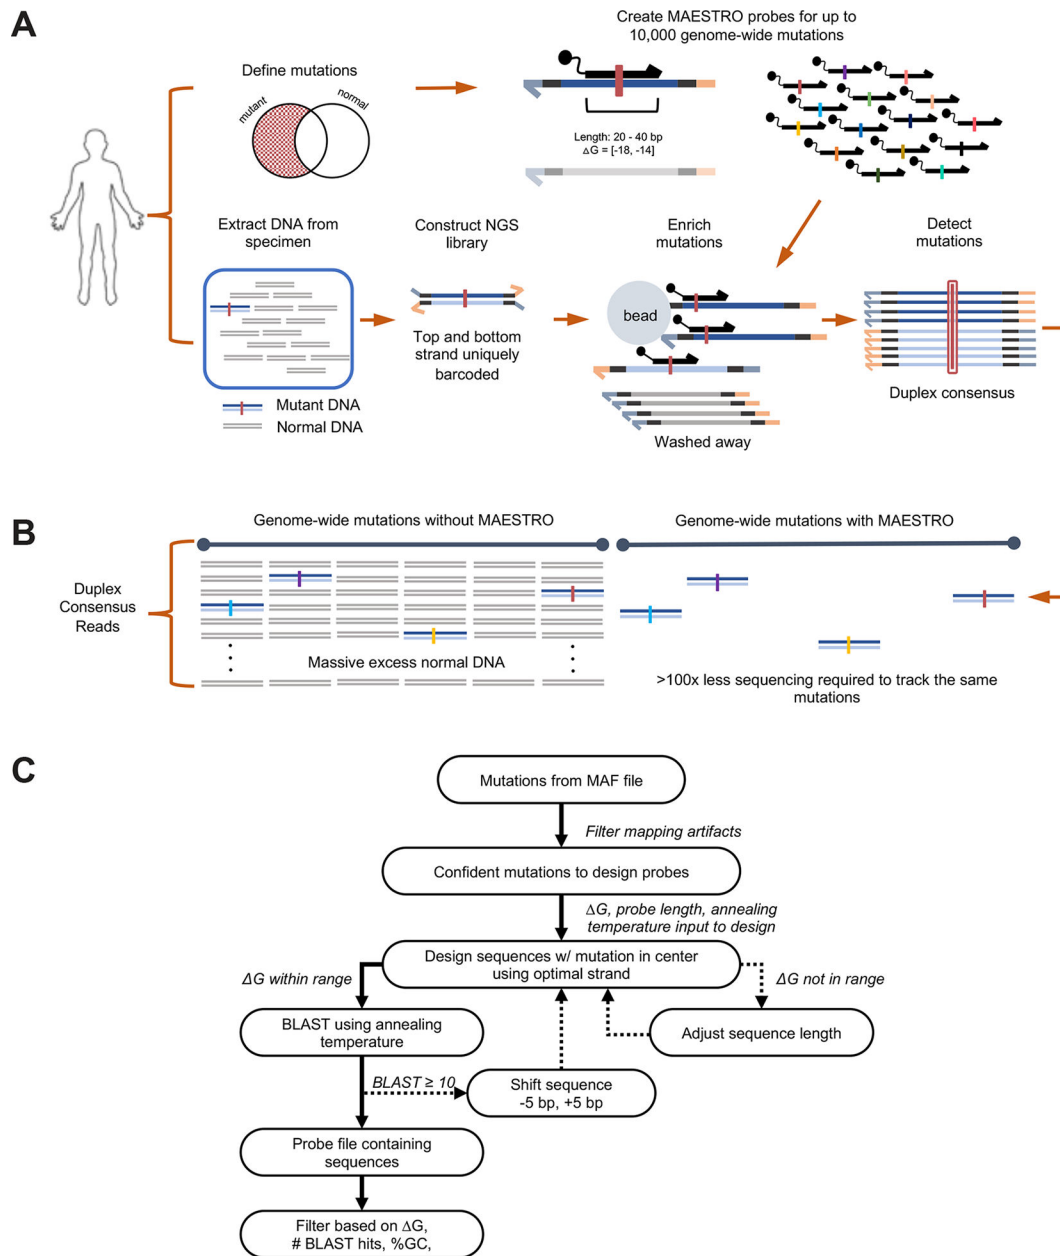 A
Create MAESTRO probes for up to
10,000 genome-wide mutations
Define mutations
mutant
normal
Length: 20 - 40 bp
ΔG = [-18, -14]
Extract DNA from
specimen
Construct NGS
library
Enrich
mutations
Detect
mutations
bead
Top and bottom
strand uniquely
barcoded
Duplex consensus
Mutant DNA
Normal DNA
Washed away
B
Genome-wide mutations without MAESTRO
Genome-wide mutations with MAESTRO
Duplex
Consensus
Reads
Massive excess normal DNA
>100x less sequencing required to track the same
mutations
C
Mutations from MAF file
Filter mapping artifacts
Confident mutations to design probes
ΔG, probe length, annealing
temperature input to design
Design sequences w/ mutation in center
using optimal strand
ΔG within range
ΔG not in range
BLAST using annealing
temperature
Adjust sequence length
BLAST ≥ 10
Shift sequence
-5 bp, +5 bp
Probe file containing
sequences
Filter based on ΔG,
# BLAST hits, %GC,